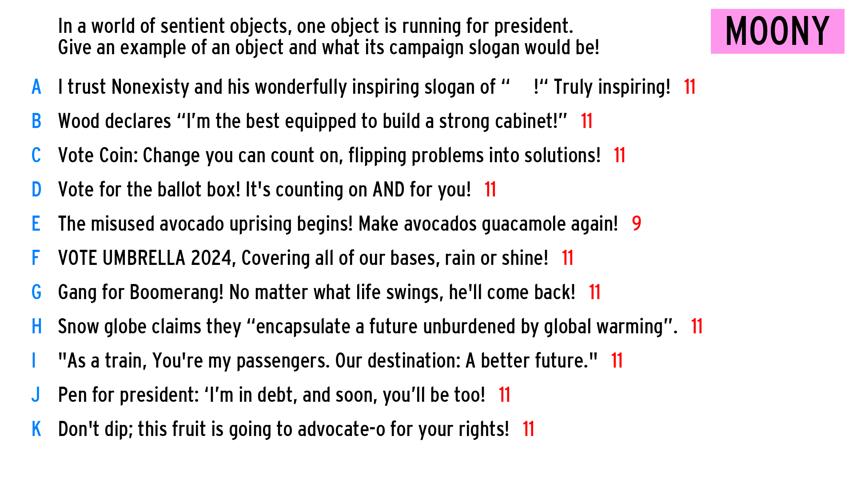 In a world of sentient objects, one object is running for president.
Give an example of an object and what its campaign slogan would be!
MOONY
A I trust Nonexisty and his wonderfully inspiring slogan of “    !“ Truly inspiring! 11
B Wood declares “I’m the best equipped to build a strong cabinet!” 11
C Vote Coin: Change you can count on, flipping problems into solutions! 11
D Vote for the ballot box! It's counting on AND for you! 11
E The misused avocado uprising begins! Make avocados guacamole again! 9
F VOTE UMBRELLA 2024, Covering all of our bases, rain or shine! 11
G Gang for Boomerang! No matter what life swings, he'll come back! 11
H Snow globe claims they “encapsulate a future unburdened by global warming”. 11
I "As a train, You're my passengers. Our destination: A better future." 11
J Pen for president: ‘I’m in debt, and soon, you’ll be too! 11
K Don't dip; this fruit is going to advocate-o for your rights! 11